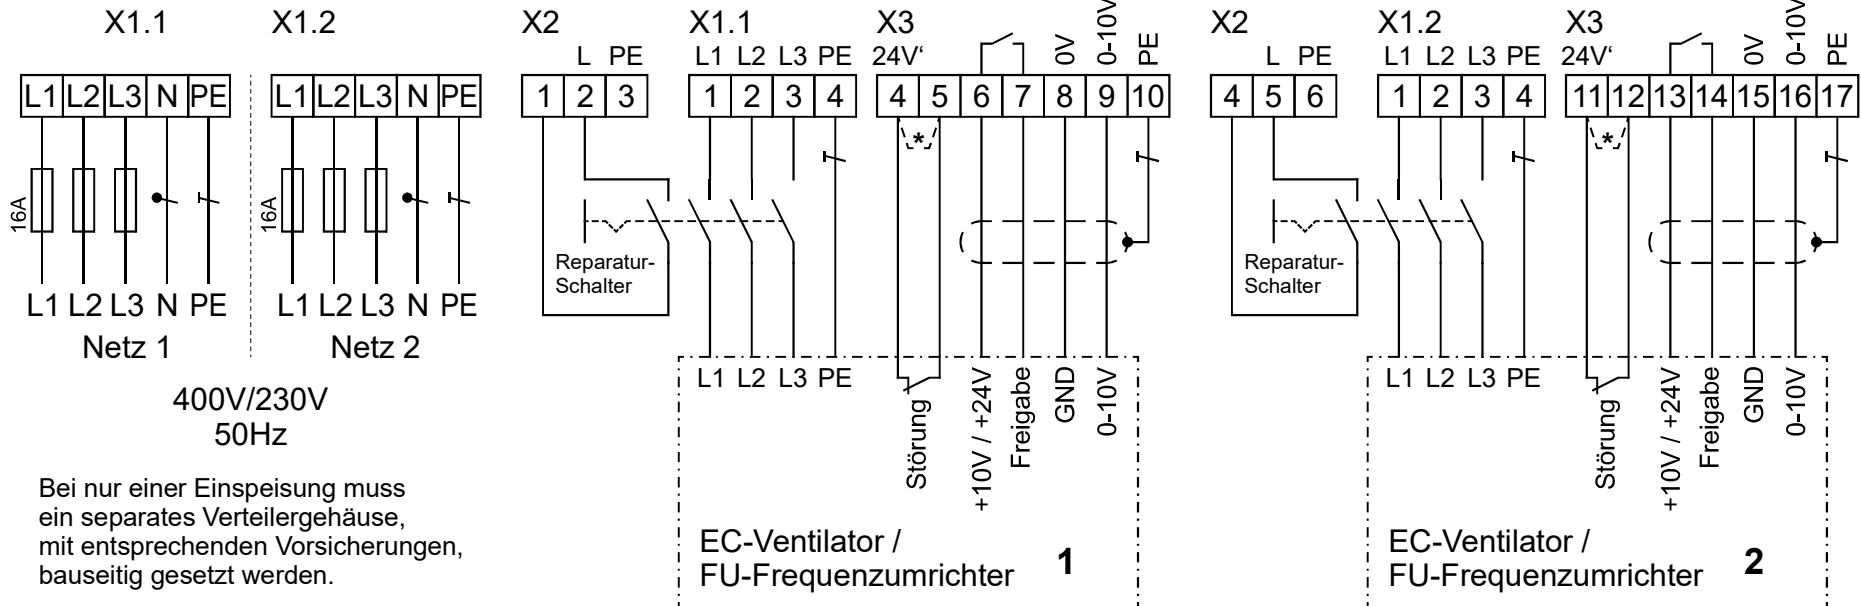 X1.1 X1.2 X2 X1.1 X3 X2 X1.2 X3
L PE L1 L2 L3 PE 24V‘ 0V 0-10V PE L PE L1 L2 L3 PE 24V‘ 0V 0-10V PE
L1 L2 L3 N PE L1 L2 L3 N PE 1 2 3 1 2 3 4 4 5 6 7 8 9 10 4 5 6 1 2 3 4 11 12 13 14 15 16 17
* *
16A 16A
Reparatur-
Schalter
Reparatur-
Schalter
L1 L2 L3 N PE L1 L2 L3 N PE
Netz 1 Netz 2
L1 L2 L3 PE Störung +10V / +24V Freigabe GND 0-10V
L1 L2 L3 PE Störung +10V / +24V Freigabe GND 0-10V
400V/230V
50Hz
Bei nur einer Einspeisung muss
ein separates Verteilergehäuse,
mit entsprechenden Vorsicherungen,
bauseitig gesetzt werden.
EC-Ventilator /
FU-Frequenzumrichter 1
EC-Ventilator /
FU-Frequenzumrichter 2